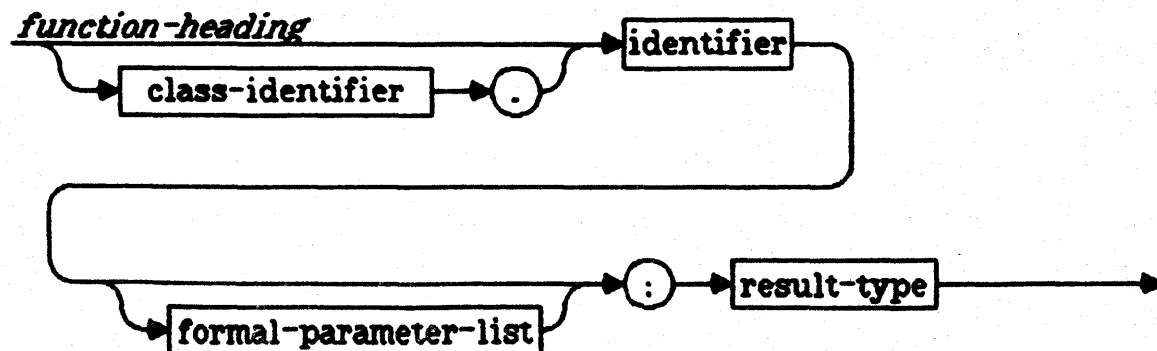 function-heading
identifier
class-identifier .
: result-type
formal-parameter-list